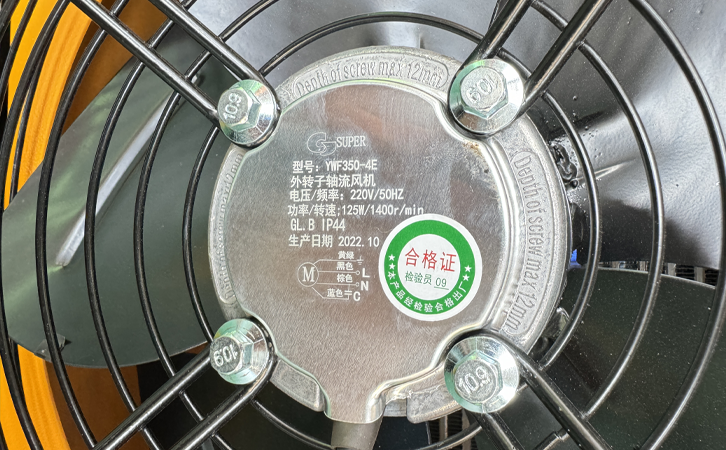 Depth of screw max 12mm
10.9
10.9
G SUPER
型号: YWF350-4E
外转子轴流风机
电压/频率: 220V/50HZ
功率/转速:125W/1400r/min
GL.B IP44
生产日期 2022.10
黄绿
黑色 L
M
棕色 N
蓝色 C
合格证
检验员 09
★本产品经检验合格出厂★
Depth of screw max 12mm
10.9
10.9